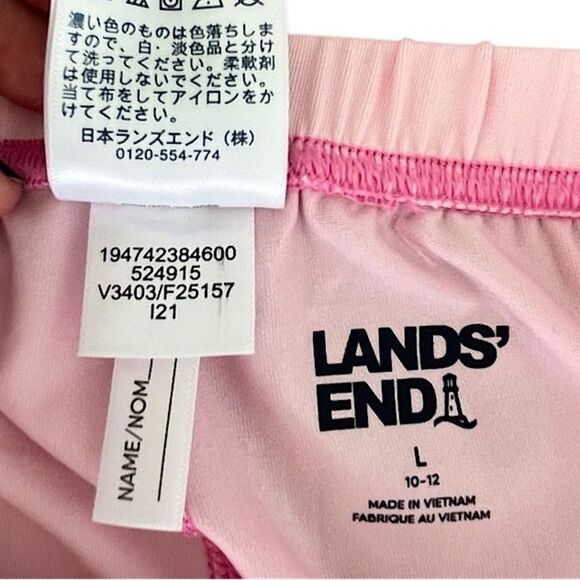 濃い色のものは色落ちしま
すので、白・淡色品と分け
て洗ってください。柔軟剤
は使用しないでください。
当て布をしてアイロンをか
けてください。
日本ランズエンド（株）
0120-554-774
194742384600
524915
V3403/F25157
I21
NAME/NOM
LANDS'
END
L
10-12
MADE IN VIETNAM
FABRIQUE AU VIETNAM